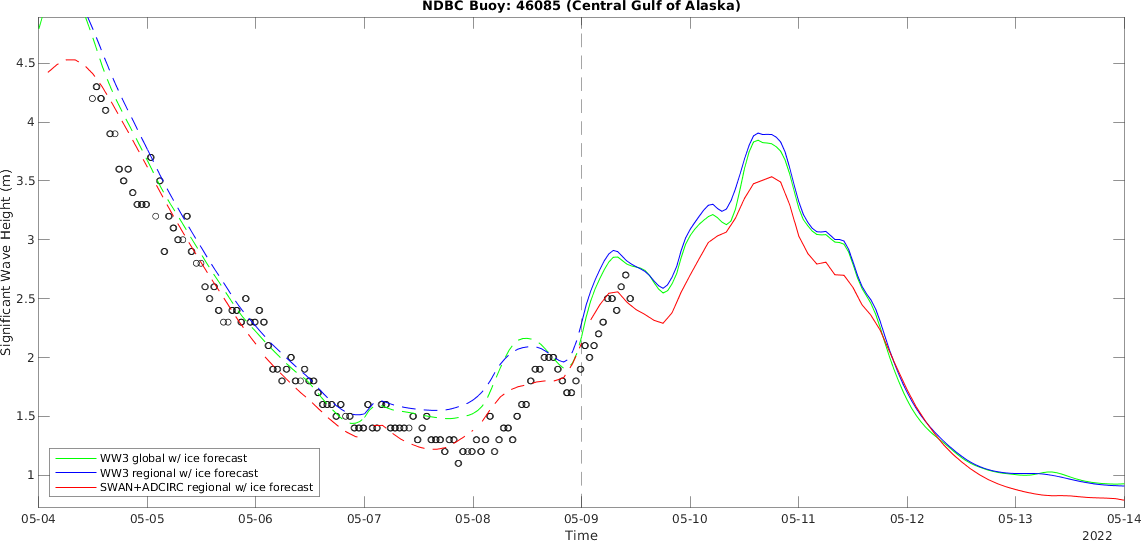 NDBC Buoy: 46085 (Central Gulf of Alaska)
Significant Wave Height (m)
4.5
4
3.5
3
2.5
2
1.5
1
WW3 global w/ ice forecast
WW3 regional w/ ice forecast
SWAN+ADCIRC regional w/ ice forecast
05-04 05-05 05-06 05-07 05-08 05-09 05-10 05-11 05-12 05-13 05-14
Time 2022